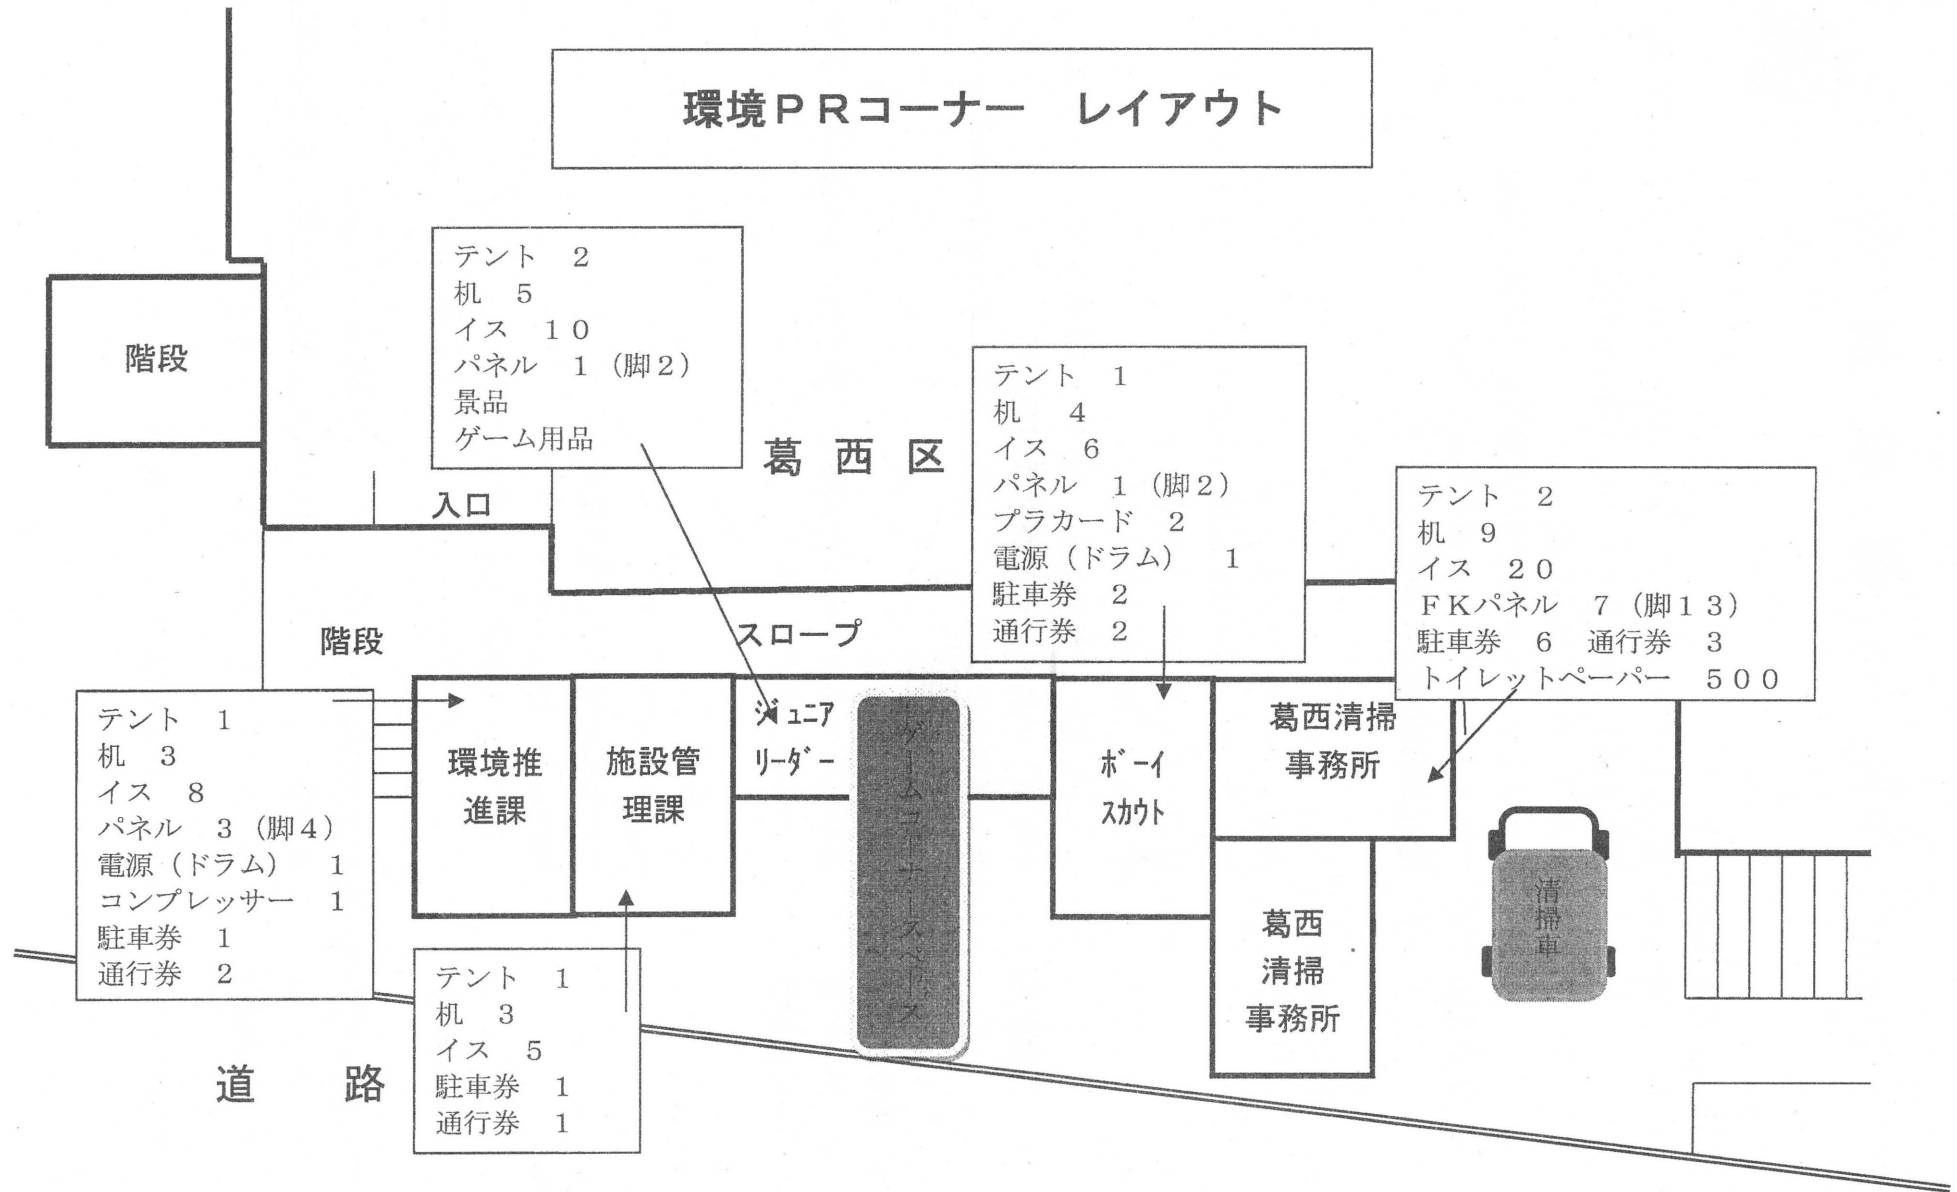 環境ＰＲコーナー　レイアウト
テント　２
机　５
イス　１０
パネル　１（脚２）
景品
ゲーム用品
階段
葛　西　区
入口
テント　１
机　　４
イス　６
パネル　１（脚２）
プラカード　２
電源（ドラム）　１
駐車券　２
通行券　２
テント　２
机　９
イス　２０
ＦＫパネル　７（脚１３）
駐車券　６　通行券　３
トイレットペーパー　５００
階段
スロープ
テント　１
机　３
イス　８
パネル　３（脚４）
電源（ドラム）　１
コンプレッサー　１
駐車券　１
通行券　２
環境推
進課
施設管
理課
ｼﾞｭﾆｱ
ﾘｰﾀﾞｰ
ゲームコーナースペース
ﾎﾞｰｲ
ｽｶｳﾄ
葛西清掃
事務所
葛西
清掃
事務所
清掃車
テント　１
机　３
イス　５
駐車券　１
通行券　１
道　　路